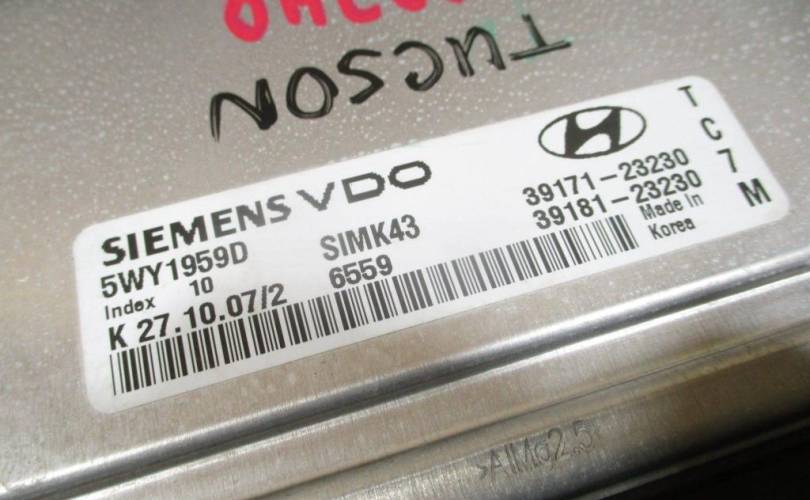 TUCSON
SIEMENS VDO
5WY1959D SIMK43
Index 10 6559
K 27.10.07/2
39171-23230
39181-23230
Made In
Korea
T
C
7
M
>AlMg2.5<